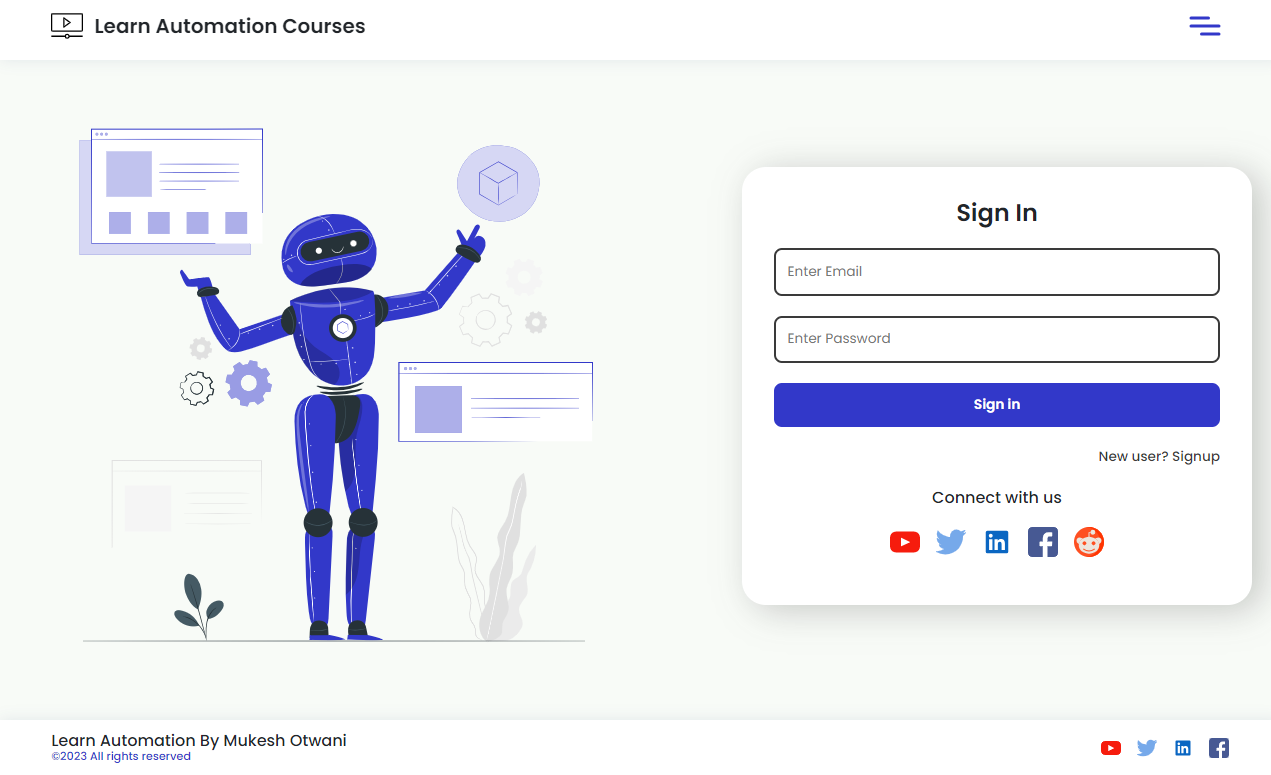 Learn Automation Courses
Sign In
Enter Email
Enter Password
Sign in
New user? Signup
Connect with us
Learn Automation By Mukesh Otwani
©2023 All rights reserved